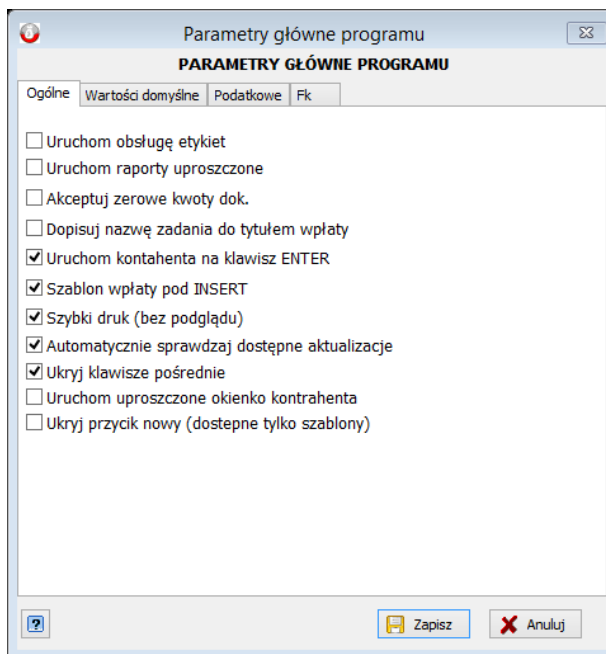 Parametry główne programu
PARAMETRY GŁÓWNE PROGRAMU
Ogólne Wartości domyślne Podatkowe Fk
Uruchom obsługę etykiet
Uruchom raporty uproszczone
Akceptuj zerowe kwoty dok.
Dopisuj nazwę zadania do tytułem wpłaty
Uruchom kontahenta na klawisz ENTER
Szablon wpłaty pod INSERT
Szybki druk (bez podglądu)
Automatycznie sprawdzaj dostępne aktualizacje
Ukryj klawisze pośrednie
Uruchom uproszczone okienko kontrahenta
Ukryj przycik nowy (dostepne tylko szablony)
? Zapisz Anuluj